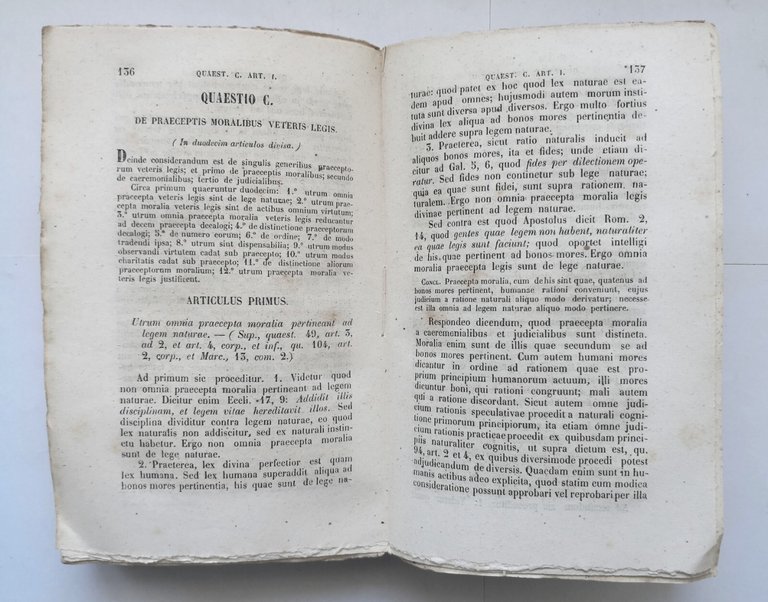 136
QUAEST. C. ART. I.
QUAESTIO C.
DE PRAECEPTIS MORALIBUS VETERIS LEGIS.
( In duodecim articulos divisa. )
Deinde considerandum est de singulis generibus praecepto-
rum veteris legis; et primo de praeceptis moralibus; secundo
de caeremonialibus; tertio de judicialibus.
Circa primum quaeruntur duodecim: 1.º utrum omnia
praecepta moralia veteris legis sint de lege naturae; 2.º utrum prae-
cepta moralia veteris legis sint de actibus omnium virtutum;
3.º utrum omnia praecepta moralia veteris legis reducantur
ad decem praecepta decalogi; 4.º de distinctione praeceptorum
decalogi; 5.º de numero eorum; 6.º de ordine; 7.º de modo
tradendi ipsa; 8.º utrum sint dispensabilia; 9.º utrum modus
observandi virtutem cadat sub praecepto; 10.º utrum modus
charitatis cadat sub praecepto; 11.º de distinctione aliorum
praeceptorum moralium; 12.º utrum praecepta moralia ve-
teris legis justificent.
ARTICULUS PRIMUS.
Utrum omnia praecepta moralia pertineant ad
legem naturae. — ( Sup., quaest. 49, art. 3,
ad 2, et art. 4, corp., et inf., qu. 104, art.
2, corp., et Marc., 13, com. 2.)
Ad primum sic proceditur. 1. Videtur quod
non omnia praecepta moralia pertineant ad legem
naturae. Dicitur enim Eccli. 17, 9: Addidit illis
disciplinam, et legem vitae hereditavit illos. Sed
disciplina dividitur contra legem naturae, eo quod
lex naturalis non addiscitur, sed ex naturali instin-
ctu habetur. Ergo non omnia praecepta moralia
sunt de lege naturae.
2. Praeterea, lex divina perfectior est quam
lex humana. Sed lex humana superaddit aliqua ad
bonos mores pertinentia, his quae sunt de lege na-
QUAEST. C. ART. I.
137
turae: quod patet ex hoc quod lex naturae est ea-
dem apud omnes; hujusmodi autem morum insti-
tuta sunt diversa apud diversos. Ergo multo fortius
divina lex aliqua ad bonos mores pertinentia de-
buit addere supra legem naturae.
3. Praeterea, sicut ratio naturalis inducit ad
aliquos bonos mores, ita et fides; unde etiam di-
citur ad Gal. 5, 6, quod fides per dilectionem ope-
ratur. Sed fides non continetur sub lege naturae;
quia ea quae sunt fidei, sunt supra rationem, na-
turalem. Ergo non omnia praecepta moralia legis
divinae pertinent ad legem naturae.
Sed contra est quod Apostolus dicit Rom. 2,
14, quod gentes quae legem non habent, naturaliter
ea quae legis sunt faciunt; quod oportet intelligi
de his quae pertinent ad bonos mores. Ergo omnia
moralia praecepta legis sunt de lege naturae.
CONCL. Praecepta moralia, cum de his sint quae, quatenus ad
bonos mores pertinent, humanae rationi conveniunt, cujus
judicium a ratione naturali aliquo modo derivatur; necesse
est illa omnia ad legem naturae aliquo modo pertinere.
Respondeo dicendum, quod praecepta moralia
a caeremonialibus et judicialibus sunt distincta.
Moralia enim sunt de illis quae secundum se ad
bonos mores pertinent. Cum autem humani mores
dicantur in ordine ad rationem quae est pro-
prium principium humanorum actuum, illi mores
dicuntur boni, qui rationi congruunt; mali autem
qui a ratione discordant. Sicut autem omne judi-
cium rationis speculativae procedit a naturali cogni-
tione primorum principiorum, ita etiam omne judi-
cium rationis practicae procedit ex quibusdam princi-
piis naturaliter cognitis, ut supra dictum est, qu.
94, art. 2 et 4, ex quibus diversimode procedi potest
ad judicandum de diversis. Quaedam enim sunt in hu-
manis actibus adeo explicita, quod statim cum modica
consideratione possunt approbari vel reprobari per illa